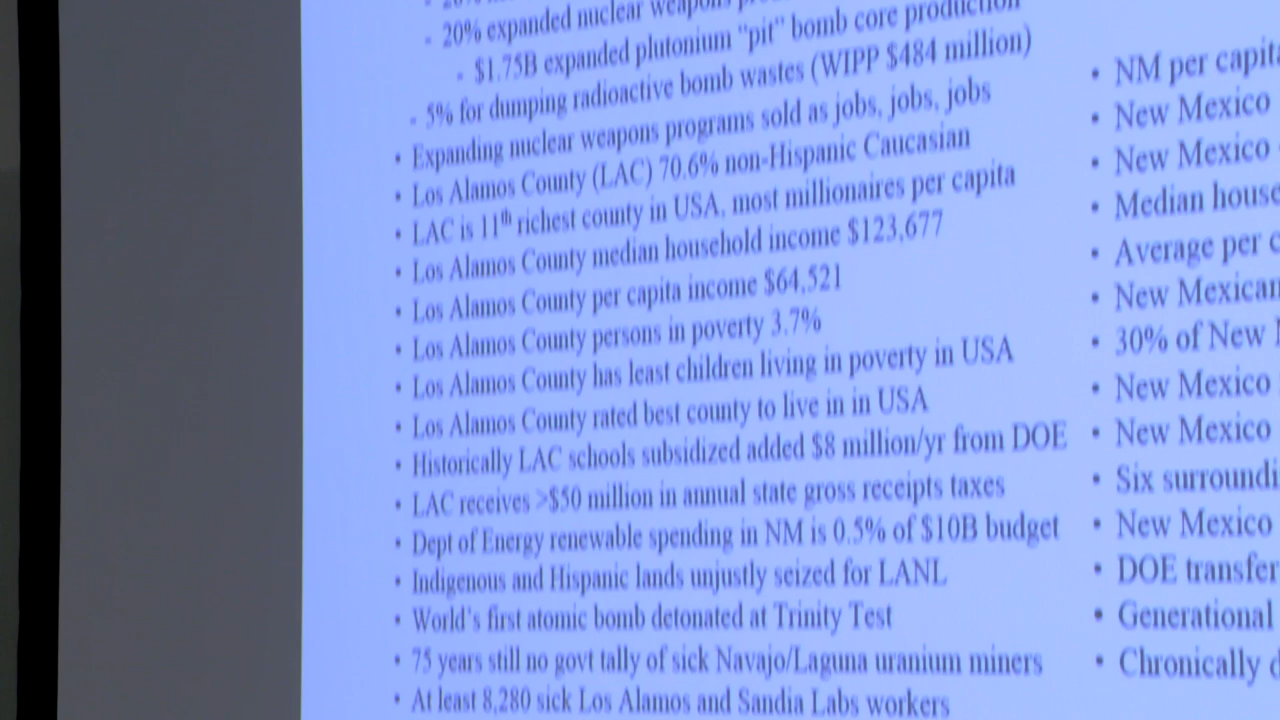 20% expanded nuclear weapons
$1.75B expanded plutonium "pit" bomb core production
5% for dumping radioactive bomb wastes (WIPP $484 million)
Expanding nuclear weapons programs sold as jobs, jobs, jobs
Los Alamos County (LAC) 70.6% non-Hispanic Caucasian
LAC is 11th richest county in USA, most millionaires per capita
Los Alamos County median household income $123,677
Los Alamos County per capita income $64,521
Los Alamos County persons in poverty 3.7%
Los Alamos County has least children living in poverty in USA
Los Alamos County rated best county to live in in USA
Historically LAC schools subsidized added $8 million/yr from DOE
LAC receives >$50 million in annual state gross receipts taxes
Dept of Energy renewable spending in NM is 0.5% of $10B budget
Indigenous and Hispanic lands unjustly seized for LANL
World's first atomic bomb detonated at Trinity Test
75 years still no govt tally of sick Navajo/Laguna uranium miners
At least 8,280 sick Los Alamos and Sandia Labs workers
NM per capit
New Mexico
New Mexico
Median house
Average per c
New Mexican
30% of New
New Mexico
New Mexico
Six surroundi
New Mexico
DOE transfer
Generational
Chronically d